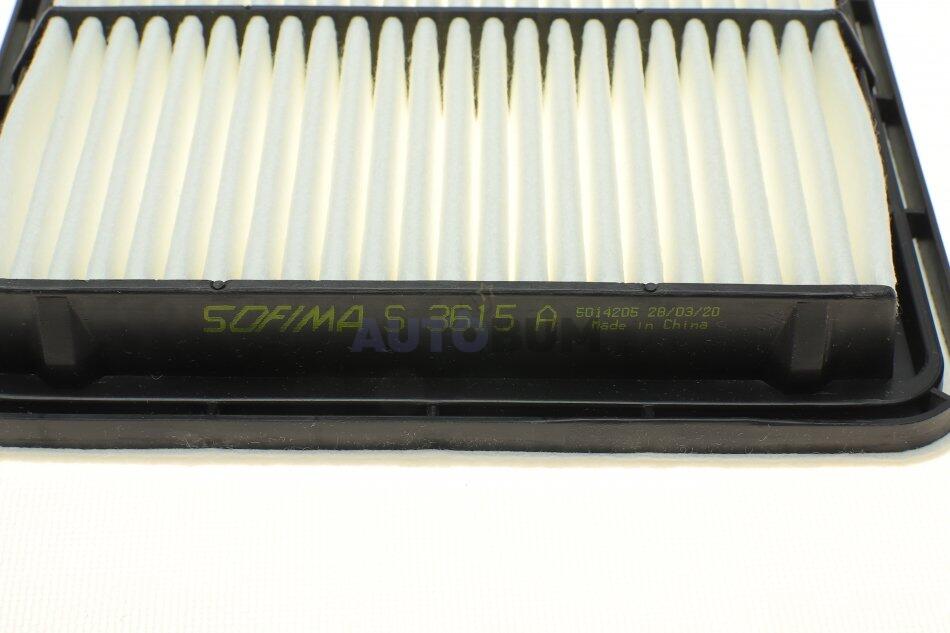 SOFIMA S 3615 A 5014205 28/03/20
Made in China
AUTOBUM